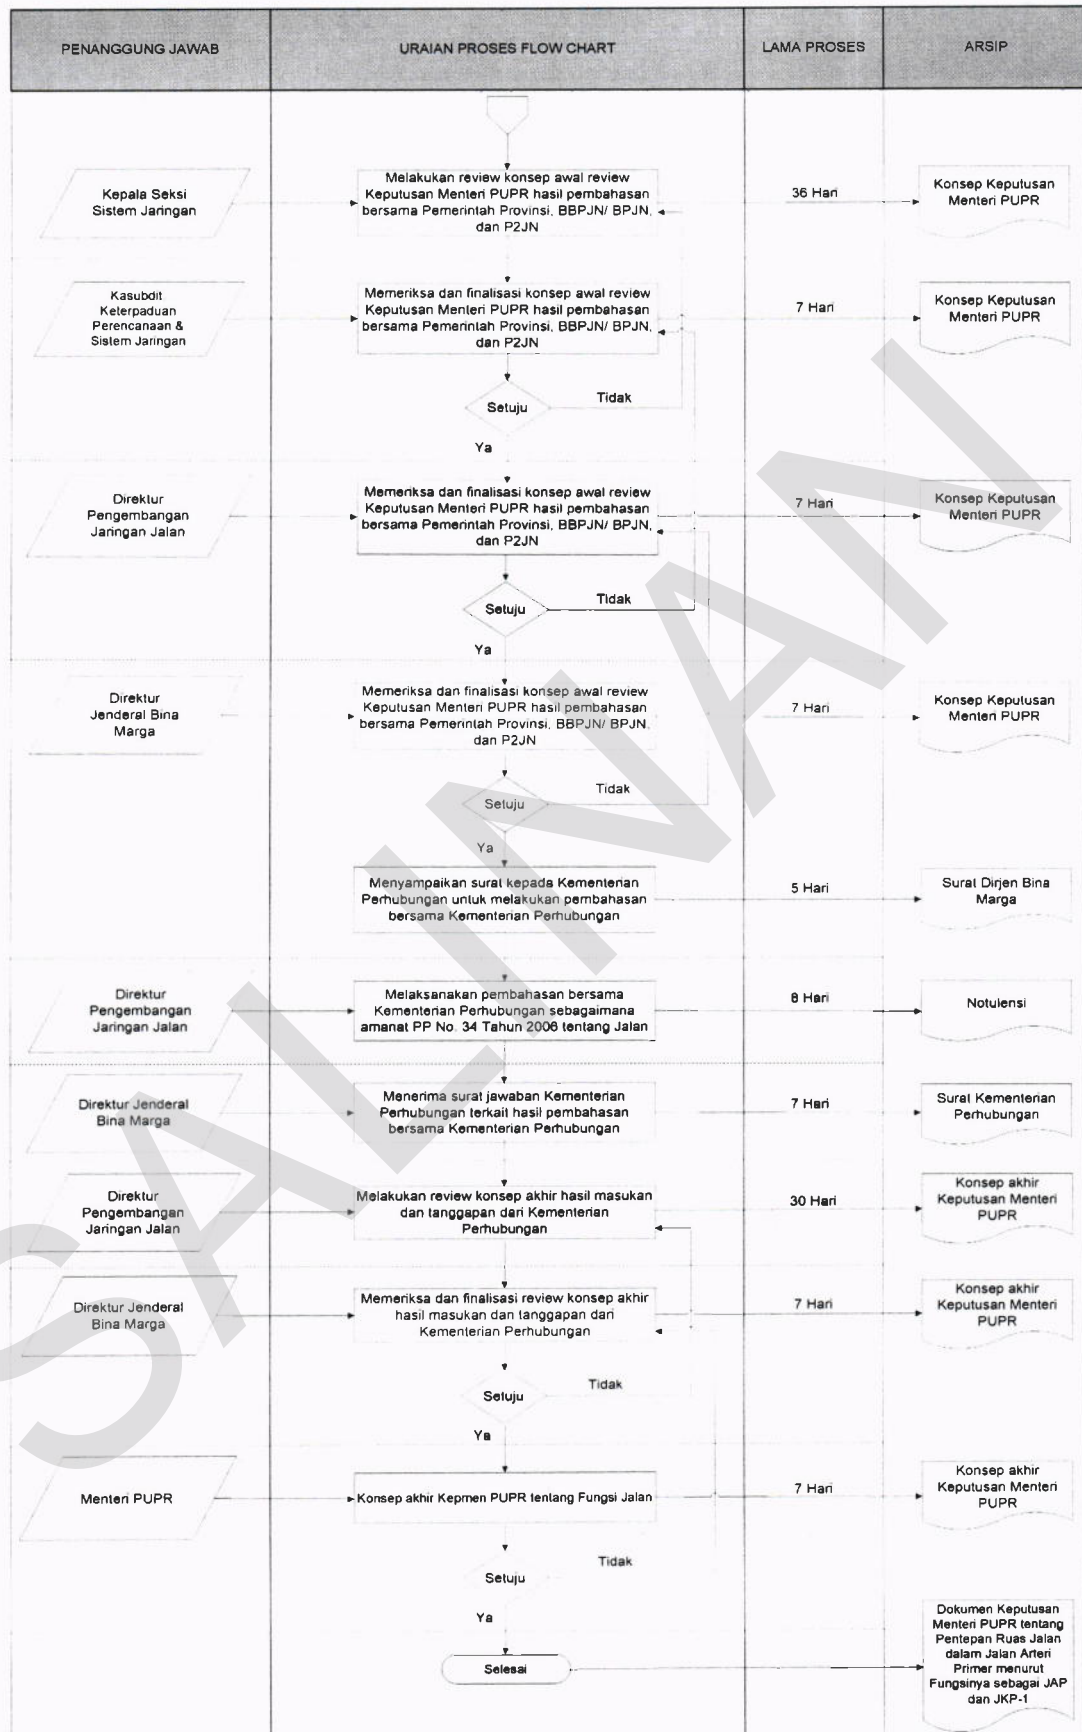 PENANGGUNG JAWAB
URAIAN PROSES FLOW CHART
LAMA PROSES
ARSIP
Kepala Seksi
Sistem Jaringan
Melakukan review konsep awal review
Keputusan Menteri PUPR hasil pembahasan
bersama Pemerintah Provinsi, BBPJN/ BPJN,
dan P2JN
36 Hari
Konsep Keputusan
Menteri PUPR
Kasubdit
Keterpaduan
Perencanaan &
Sistem Jaringan
Memeriksa dan finalisasi konsep awal review
Keputusan Menteri PUPR hasil pembahasan
bersama Pemerintah Provinsi, BBPJN/ BPJN,
dan P2JN
7 Hari
Konsep Keputusan
Menteri PUPR
Setuju
Tidak
Ya
Direktur
Pengembangan
Jaringan Jalan
Memeriksa dan finalisasi konsep awal review
Keputusan Menteri PUPR hasil pembahasan
bersama Pemerintah Provinsi, BBPJN/ BPJN,
dan P2JN
7 Hari
Konsep Keputusan
Menteri PUPR
Setuju
Tidak
Ya
Direktur
Jenderal Bina
Marga
Memeriksa dan finalisasi konsep awal review
Keputusan Menteri PUPR hasil pembahasan
bersama Pemerintah Provinsi, BBPJN/ BPJN,
dan P2JN
7 Hari
Konsep Keputusan
Menteri PUPR
Setuju
Tidak
Ya
Menyampaikan surat kepada Kementerian
Perhubungan untuk melakukan pembahasan
bersama Kementerian Perhubungan
5 Hari
Surat Dirjen Bina
Marga
Direktur
Pengembangan
Jaringan Jalan
Melaksanakan pembahasan bersama
Kementerian Perhubungan sebagaimana
amanat PP No. 34 Tahun 2006 tentang Jalan
8 Hari
Notulensi
Direktur Jenderal
Bina Marga
Menerima surat jawaban Kementerian
Perhubungan terkait hasil pembahasan
bersama Kementerian Perhubungan
7 Hari
Surat Kementerian
Perhubungan
Direktur
Pengembangan
Jaringan Jalan
Melakukan review konsep akhir hasil masukan
dan tanggapan dari Kementerian
Perhubungan
30 Hari
Konsep akhir
Keputusan Menteri
PUPR
Direktur Jenderal
Bina Marga
Memeriksa dan finalisasi review konsep akhir
hasil masukan dan tanggapan dari
Kementerian Perhubungan
7 Hari
Konsep akhir
Keputusan Menteri
PUPR
Setuju
Tidak
Ya
Menteri PUPR
Konsep akhir Kepmen PUPR tentang Fungsi Jalan
7 Hari
Konsep akhir
Keputusan Menteri
PUPR
Setuju
Tidak
Ya
Selesai
Dokumen Keputusan
Menteri PUPR tentang
Pentepan Ruas Jalan
dalam Jalan Arteri
Primer menurut
Fungsinya sebagai JAP
dan JKP-1
SALINAN